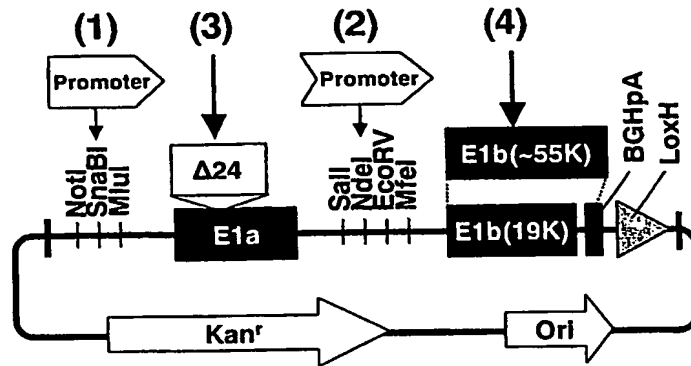 (1)
(3)
(2)
(4)
Promoter
Promoter
E1b(~55K)
BGHpA
LoxH
Δ24
NotI
SnaBI
MluI
SalI
NdeI
EcoRV
MfeI
E1a
E1b(19K)
Kanʳ
Ori